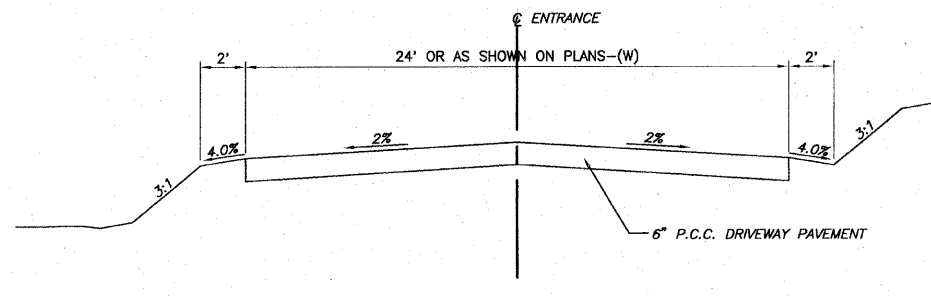 ℄ ENTRANCE
2'
24' OR AS SHOWN ON PLANS-(W)
2'
3:1
4.0%
2%
2%
4.0%
3:1
6" P.C.C. DRIVEWAY PAVEMENT